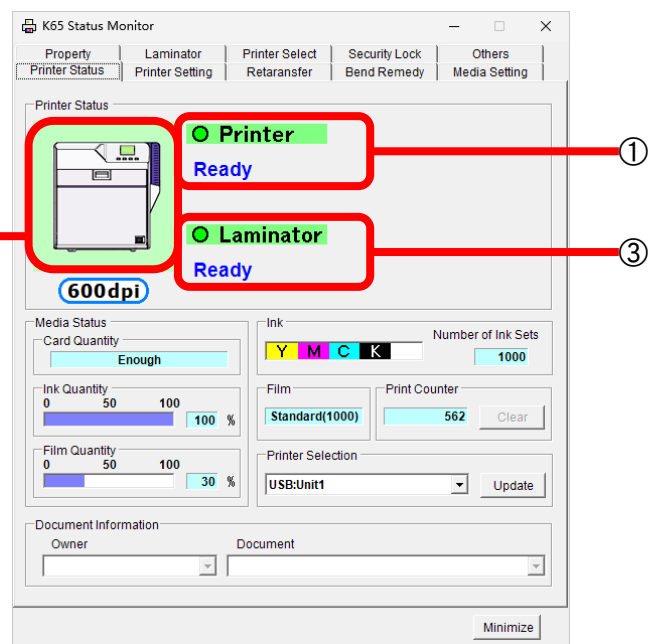 K65 Status Monitor
Property Laminator Printer Select Security Lock Others
Printer Status Printer Setting Retaransfer Bend Remedy Media Setting
Printer Status
Printer
Ready
①
Laminator
Ready
③
600dpi
Media Status
Card Quantity
Enough
Ink Quantity
0 50 100
100 %
Film Quantity
0 50 100
30 %
Ink
Y M C K
Number of Ink Sets
1000
Film
Standard(1000)
Print Counter
562 Clear
Printer Selection
USB:Unit1 Update
Document Information
Owner Document
Minimize